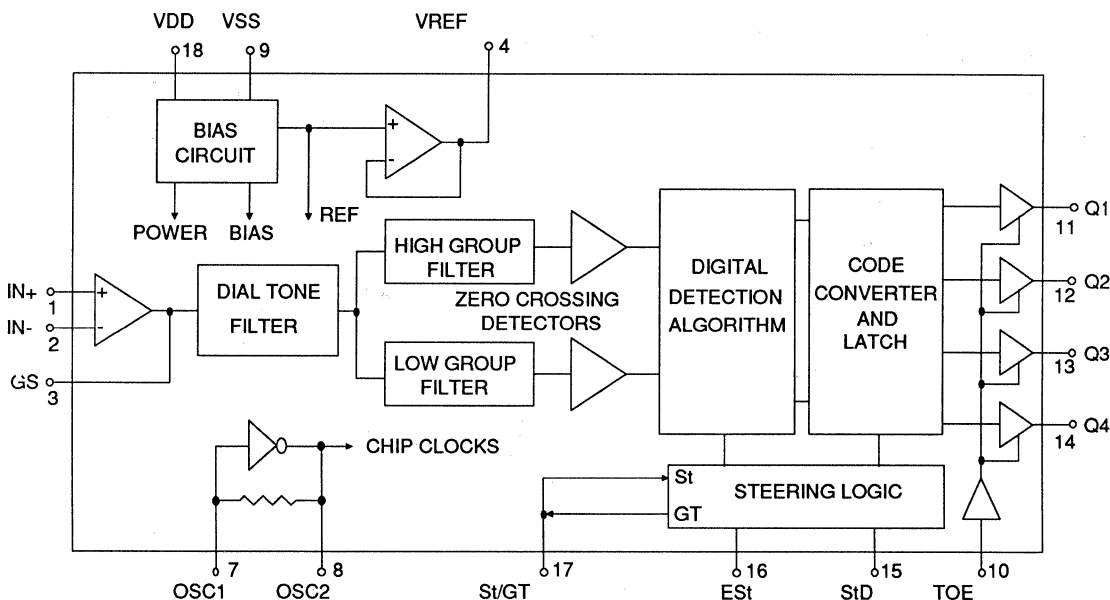 VDD VSS VREF
18 9 4
BIAS
CIRCUIT
+
-
REF
POWER BIAS
HIGH GROUP
FILTER
ZERO CROSSING
DETECTORS
LOW GROUP
FILTER
DIAL TONE
FILTER
IN+
1
+
IN-
2
-
GS
3
DIGITAL
DETECTION
ALGORITHM
CODE
CONVERTER
AND
LATCH
Q1
11
Q2
12
Q3
13
Q4
14
CHIP CLOCKS
St
STEERING LOGIC
GT
7 8 17 16 15 10
OSC1 OSC2 St/GT ESt StD TOE